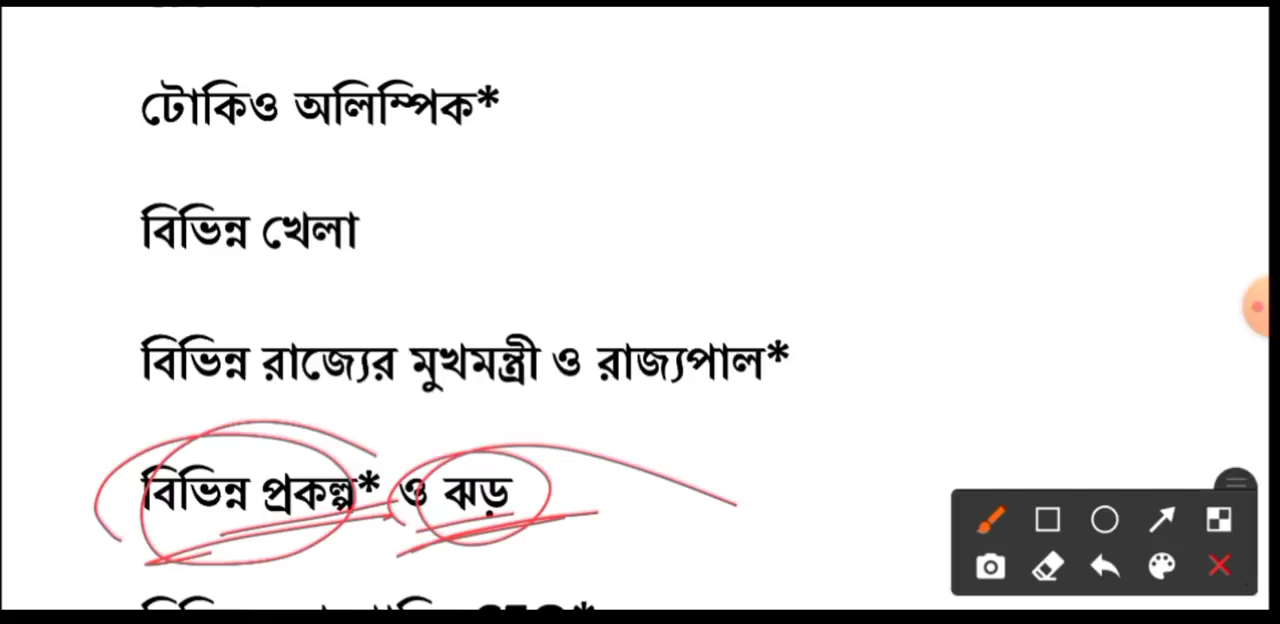 টোকিও অলিম্পিক*
বিভিন্ন খেলা
বিভিন্ন রাজ্যের মুখমন্ত্রী ও রাজ্যপাল*
বিভিন্ন প্রকল্প* ও ঝড়